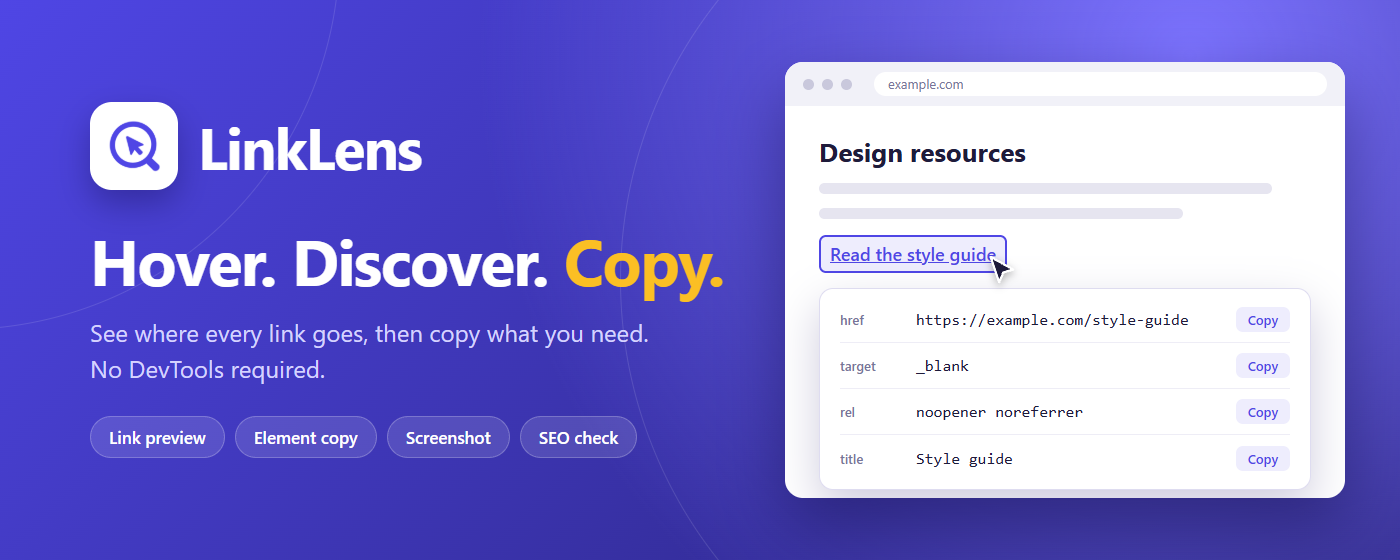 LinkLens
Hover. Discover. Copy.
See where every link goes, then copy what you need.
No DevTools required.
Link preview
Element copy
Screenshot
SEO check
example.com
Design resources
Read the style guide
href https://example.com/style-guide Copy
target _blank Copy
rel noopener noreferrer Copy
title Style guide Copy